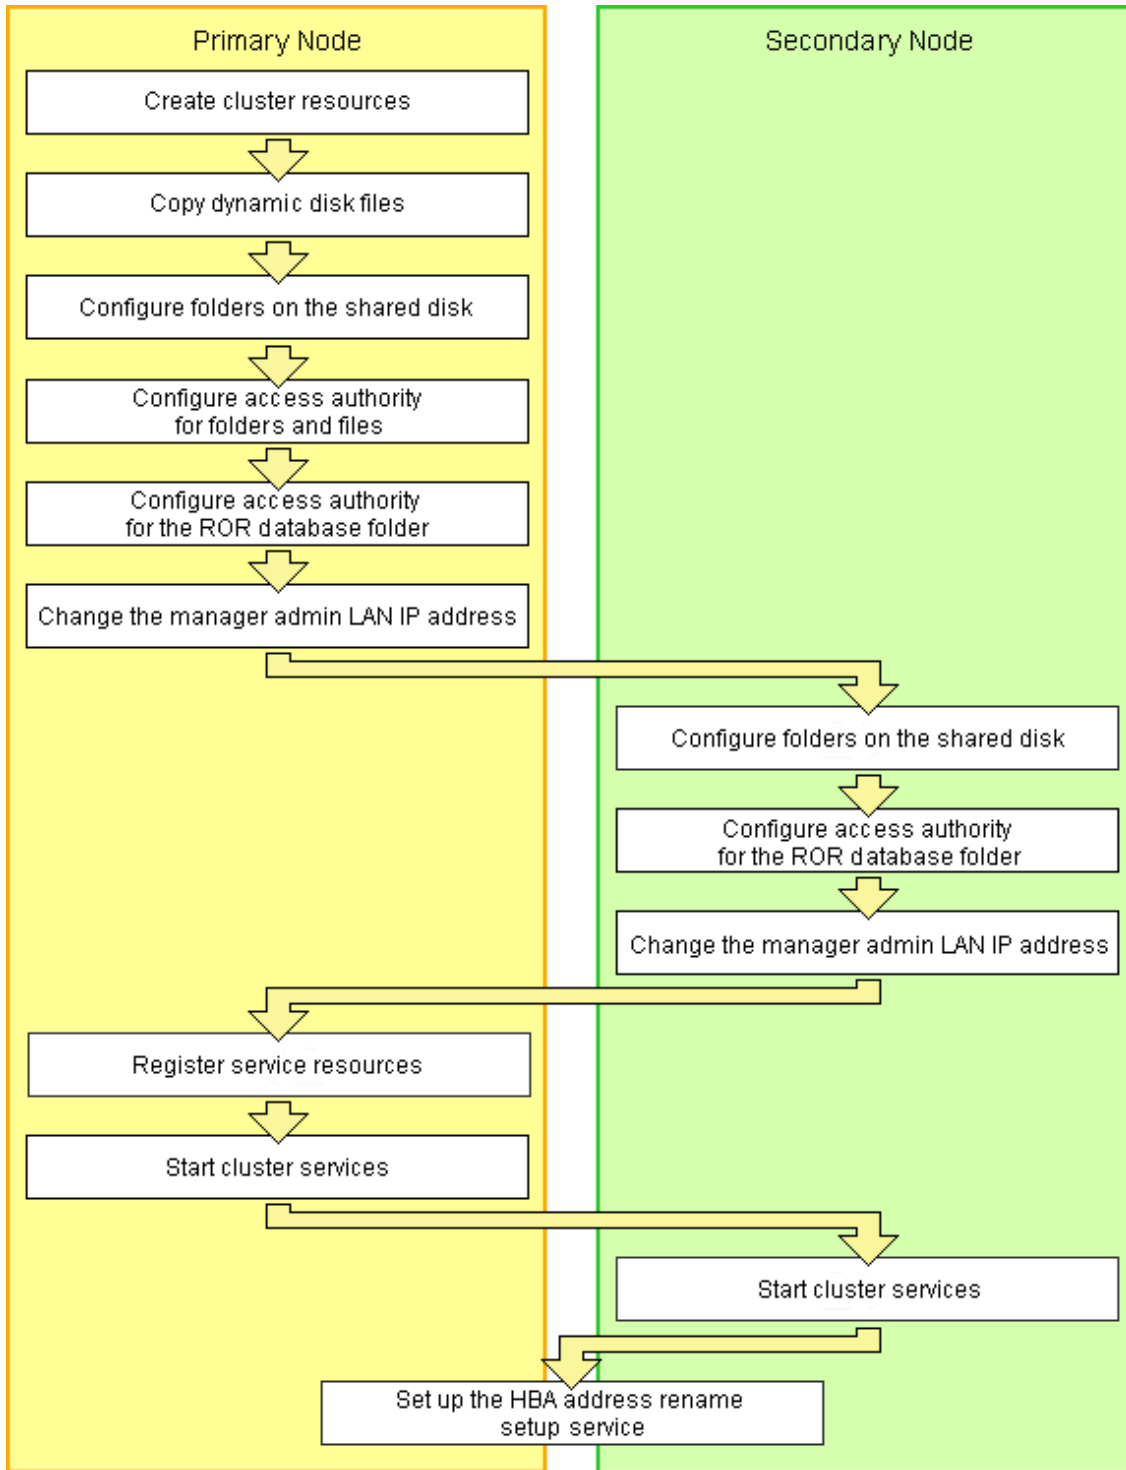 Primary Node
Secondary Node
Create cluster resources
Copy dynamic disk files
Configure folders on the shared disk
Configure access authority
for folders and files
Configure access authority
for the ROR database folder
Change the manager admin LAN IP address
Configure folders on the shared disk
Configure access authority
for the ROR database folder
Change the manager admin LAN IP address
Register service resources
Start cluster services
Start cluster services
Set up the HBA address rename
setup service